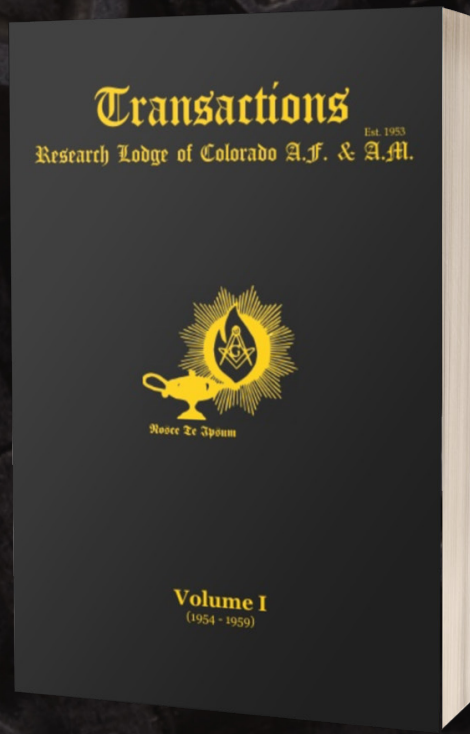 Transactions
Est. 1953
Research Lodge of Colorado A.F. & A.M.
G
Nosce Te Ipsum
Volume I
(1954 - 1959)